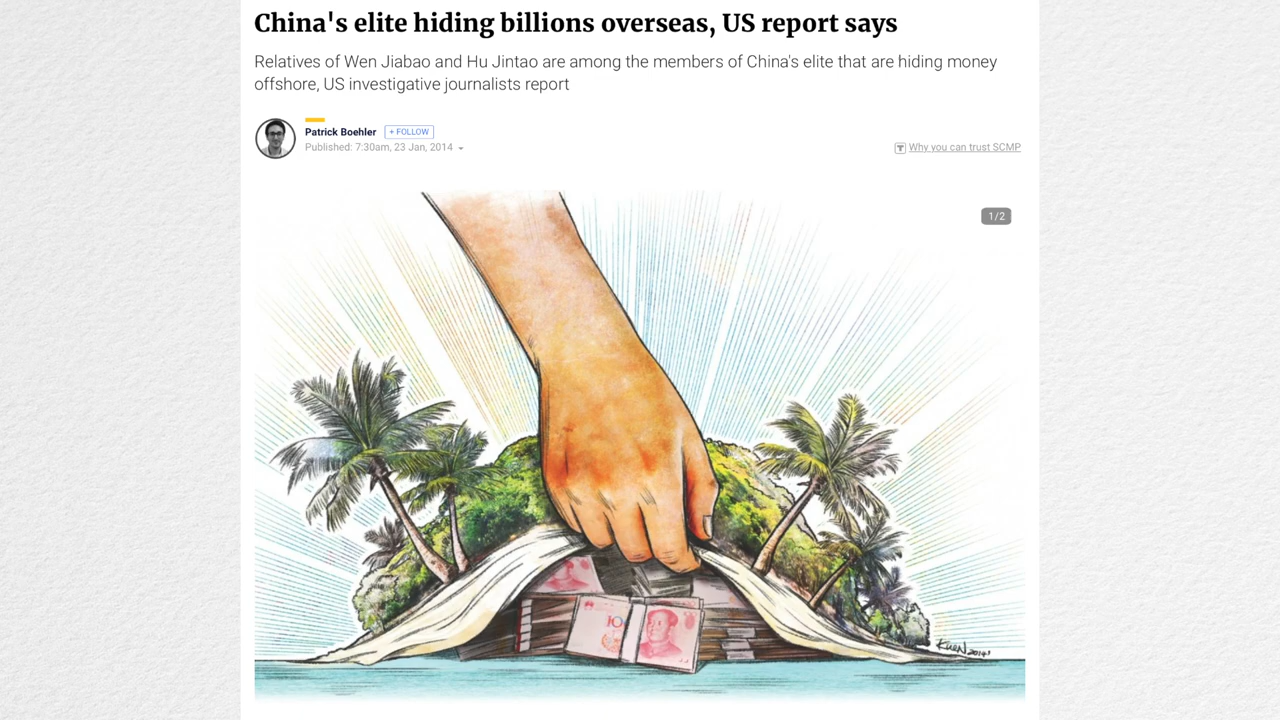 China's elite hiding billions overseas, US report says
Relatives of Wen Jiabao and Hu Jintao are among the members of China's elite that are hiding money
offshore, US investigative journalists report
Patrick Boehler
+ FOLLOW
Published: 7:30am, 23 Jan, 2014
Why you can trust SCMP
1/2
10
KueN 2014